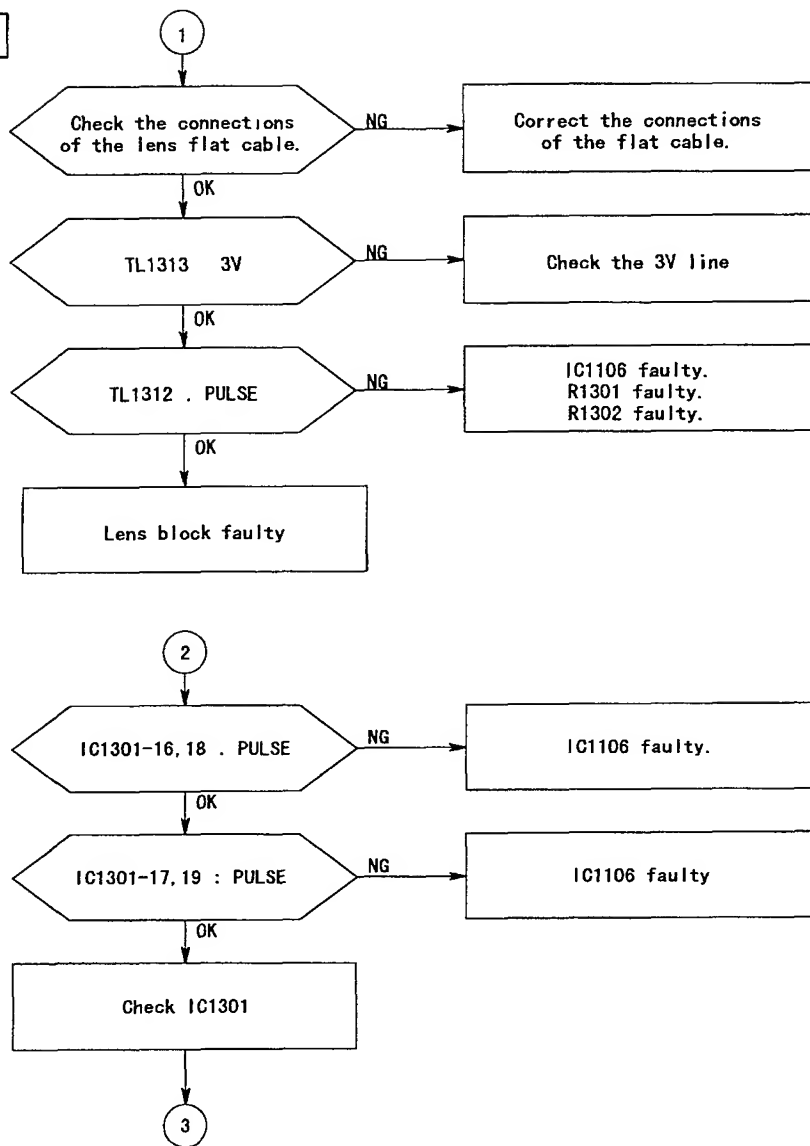 1
Check the connections
of the lens flat cable.
NG
Correct the connections
of the flat cable.
OK
TL1313 3V
NG
Check the 3V line
OK
TL1312 . PULSE
NG
IC1106 faulty.
R1301 faulty.
R1302 faulty.
OK
Lens block faulty
2
IC1301-16,18 . PULSE
NG
IC1106 faulty.
OK
IC1301-17,19 : PULSE
NG
IC1106 faulty
OK
Check IC1301
3